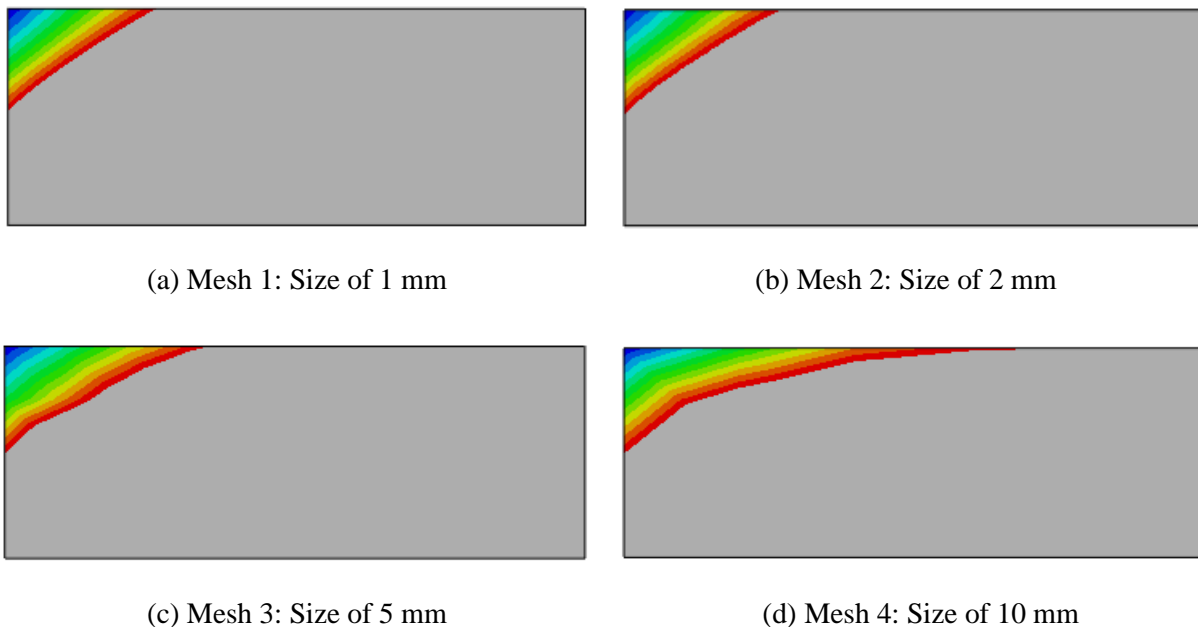 (a) Mesh 1: Size of 1 mm
(b) Mesh 2: Size of 2 mm
(c) Mesh 3: Size of 5 mm
(d) Mesh 4: Size of 10 mm